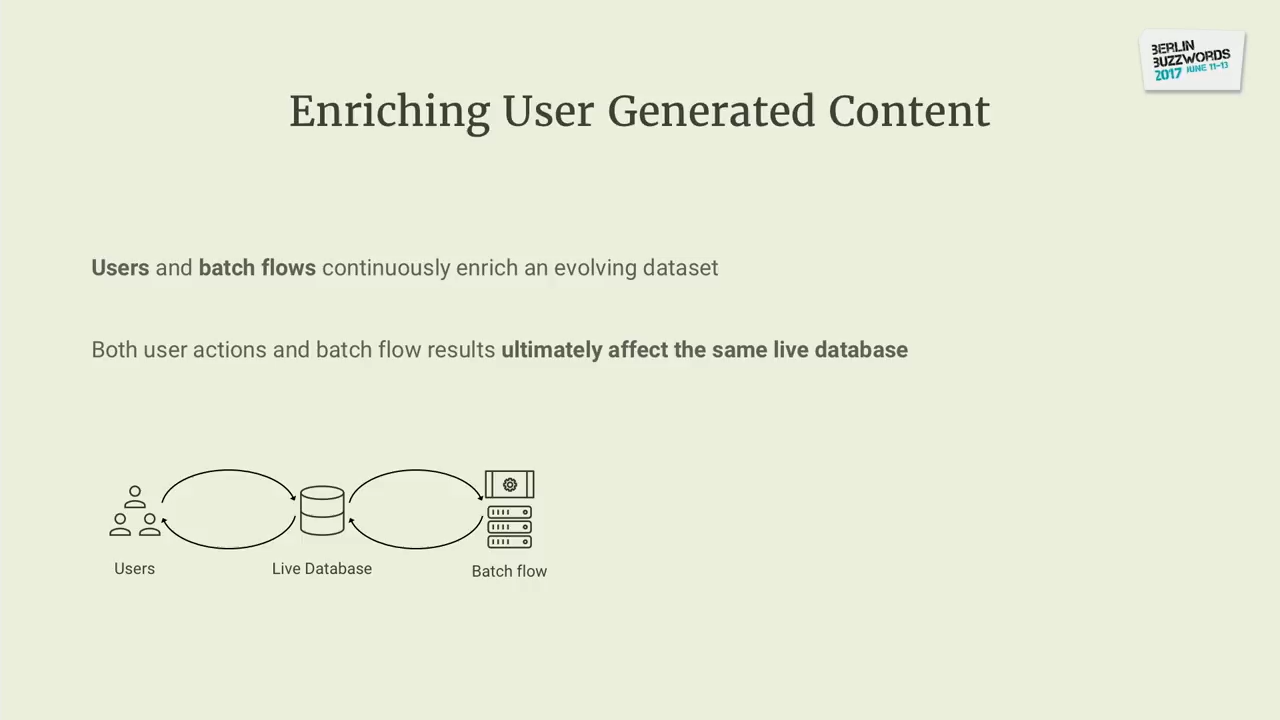 BERLIN
BUZZWORDS
2017 JUNE 11-13
Enriching User Generated Content
Users and batch flows continuously enrich an evolving dataset
Both user actions and batch flow results ultimately affect the same live database
Users
Live Database
Batch flow